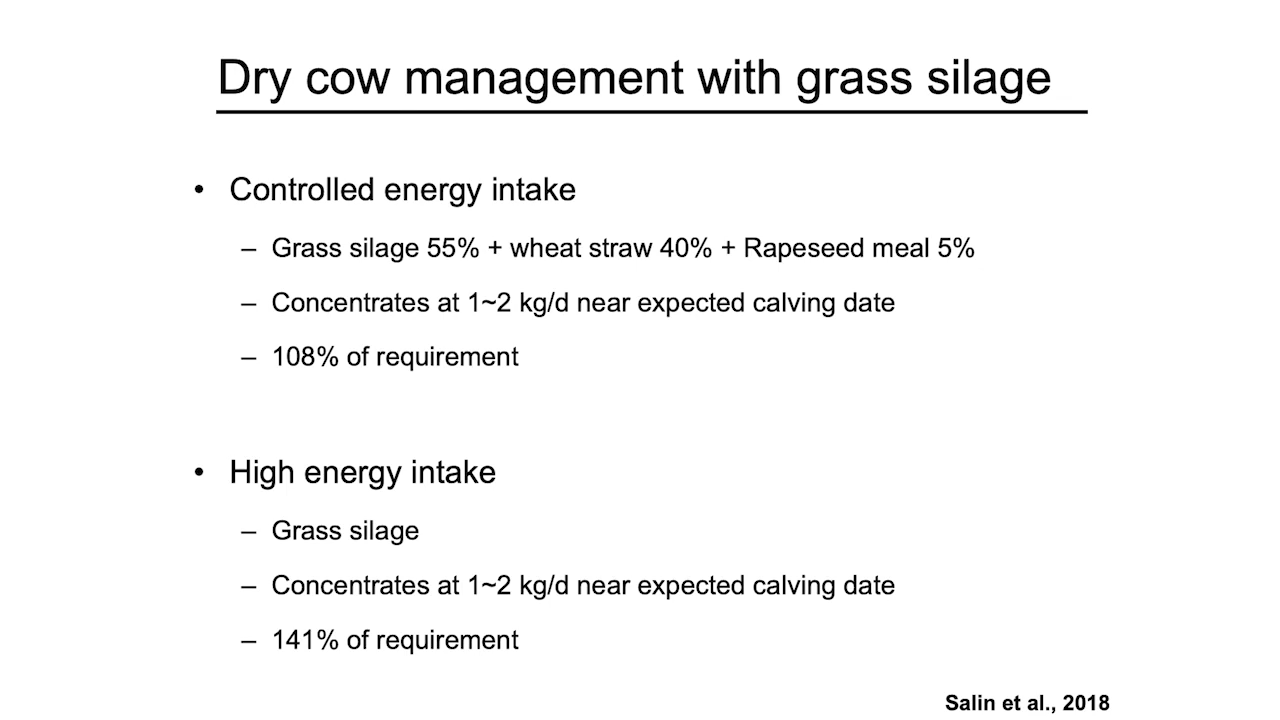 Dry cow management with grass silage
• Controlled energy intake
– Grass silage 55% + wheat straw 40% + Rapeseed meal 5%
– Concentrates at 1~2 kg/d near expected calving date
– 108% of requirement
• High energy intake
– Grass silage
– Concentrates at 1~2 kg/d near expected calving date
– 141% of requirement
Salin et al., 2018